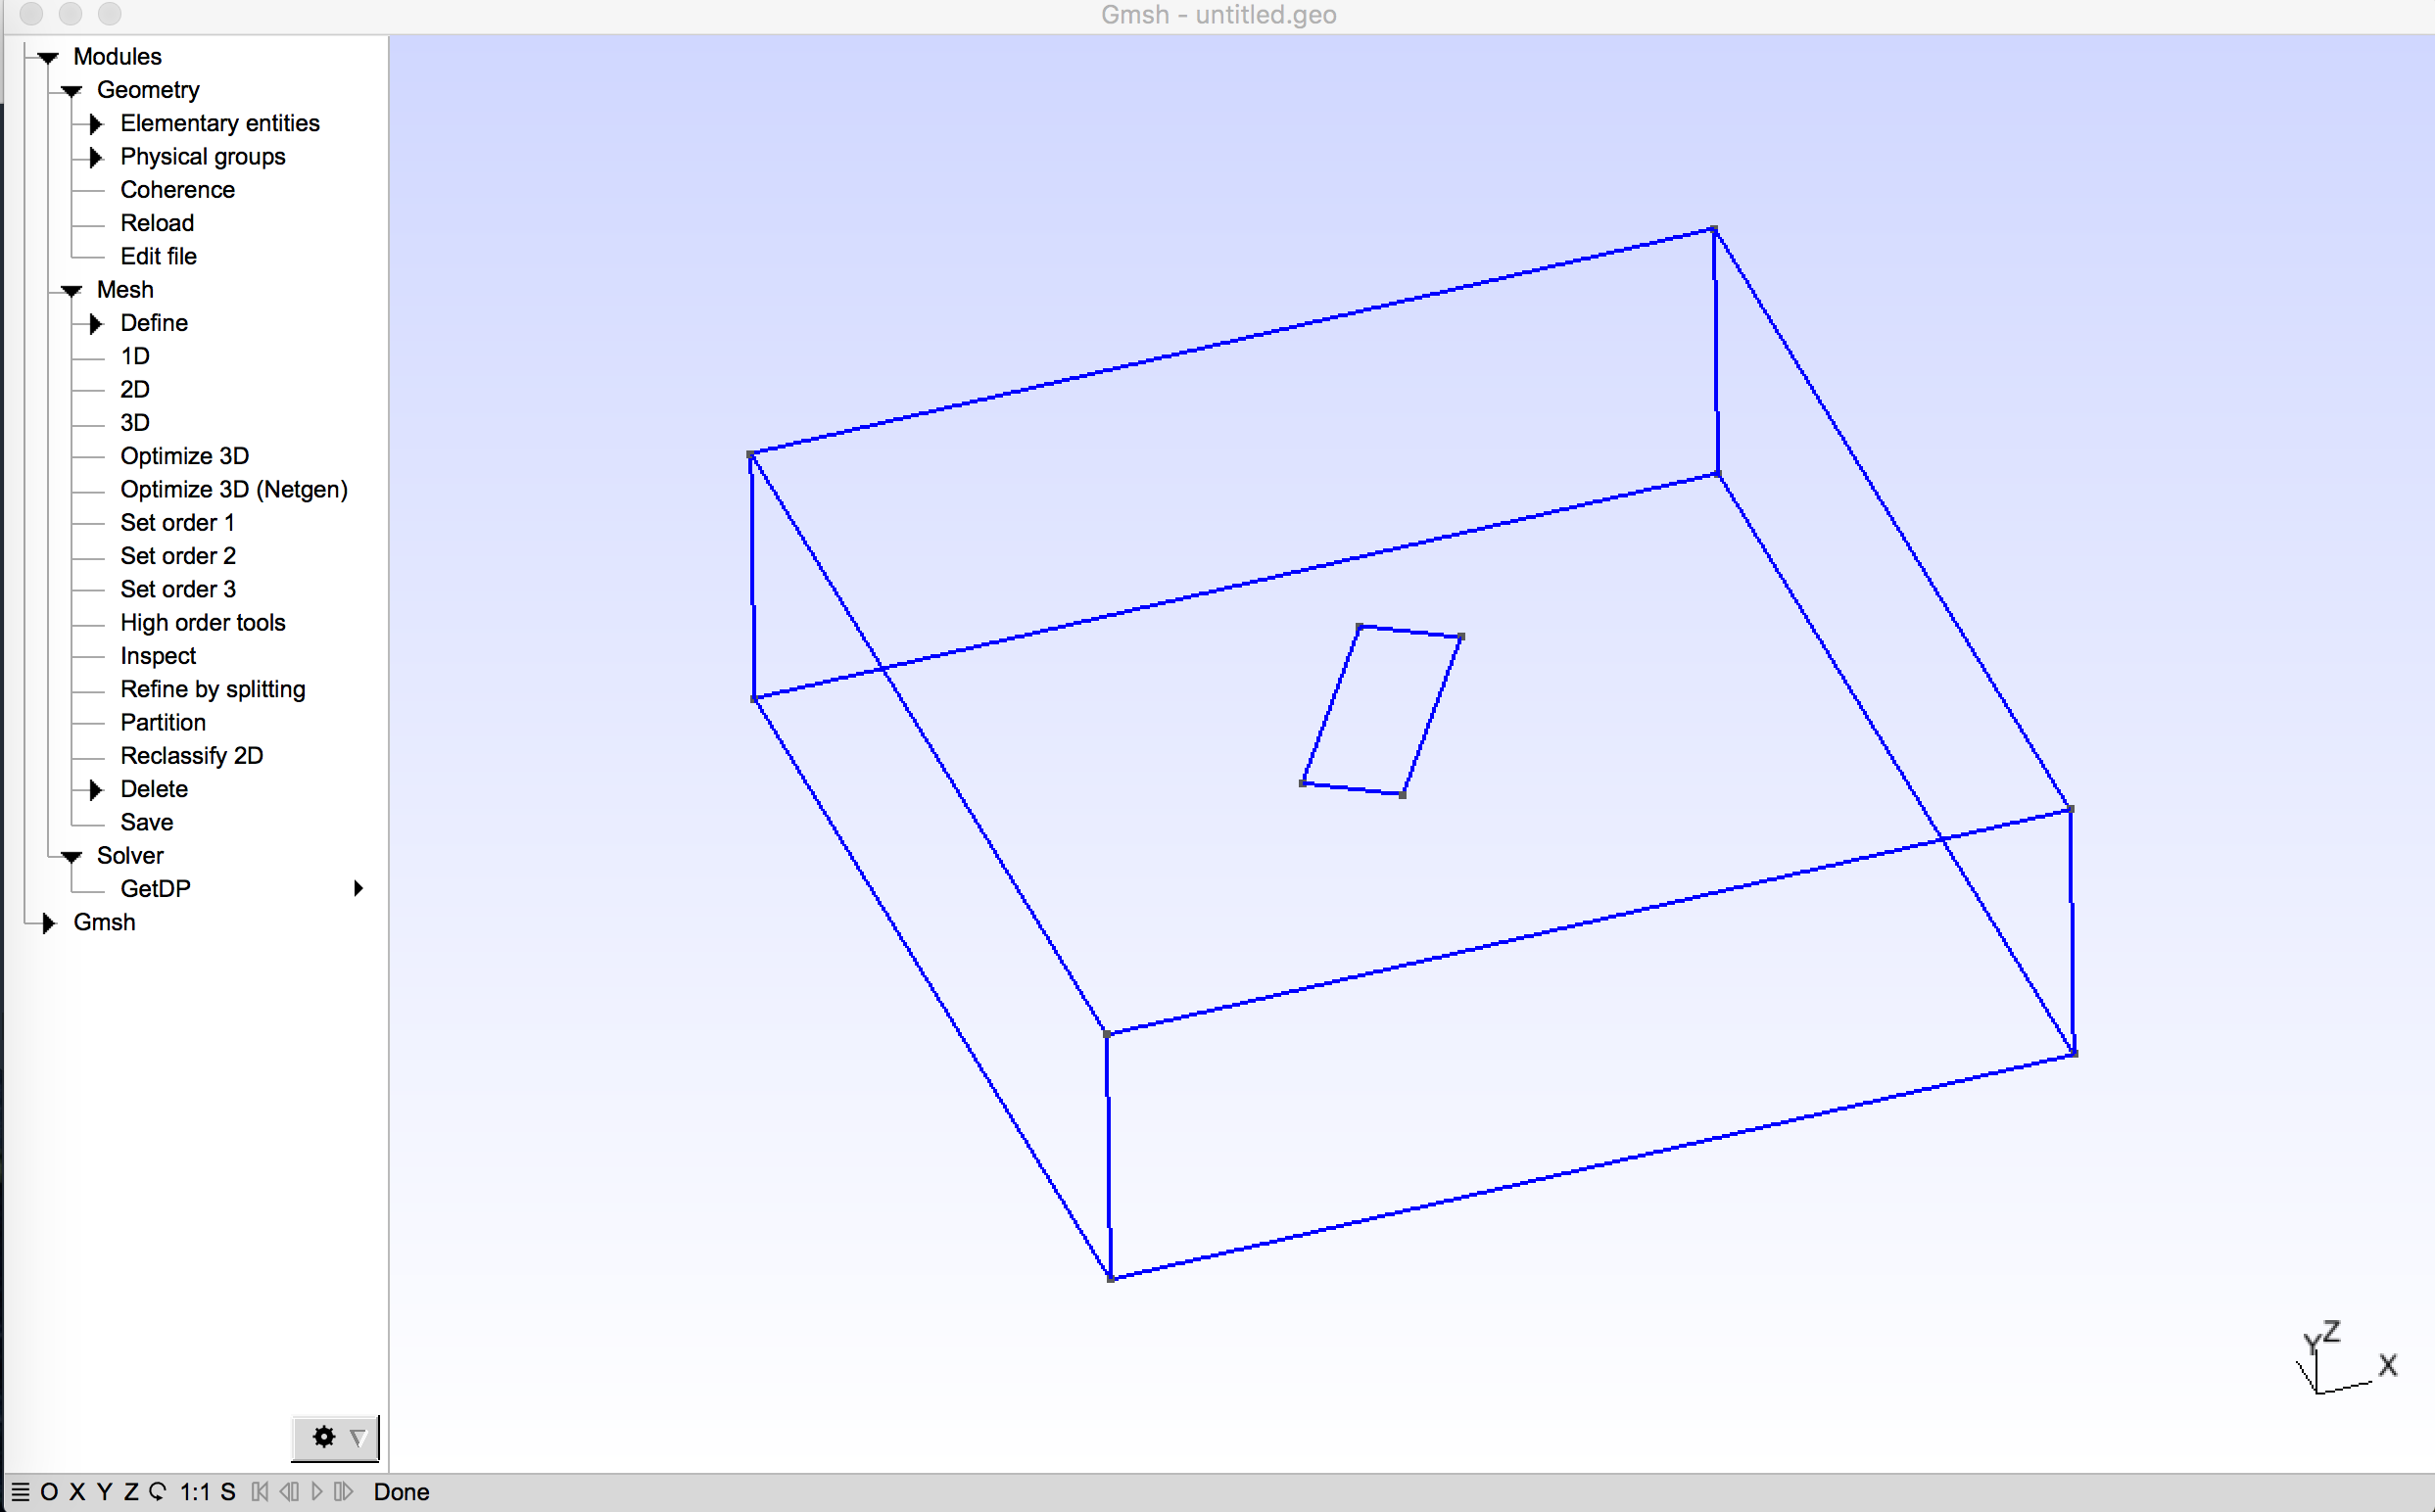 Gmsh - untitled.geo
Modules
Geometry
Elementary entities
Physical groups
Coherence
Reload
Edit file
Mesh
Define
1D
2D
3D
Optimize 3D
Optimize 3D (Netgen)
Set order 1
Set order 2
Set order 3
High order tools
Inspect
Refine by splitting
Partition
Reclassify 2D
Delete
Save
Solver
GetDP
Gmsh
Z
Y
X
O X Y Z 1:1 S Done